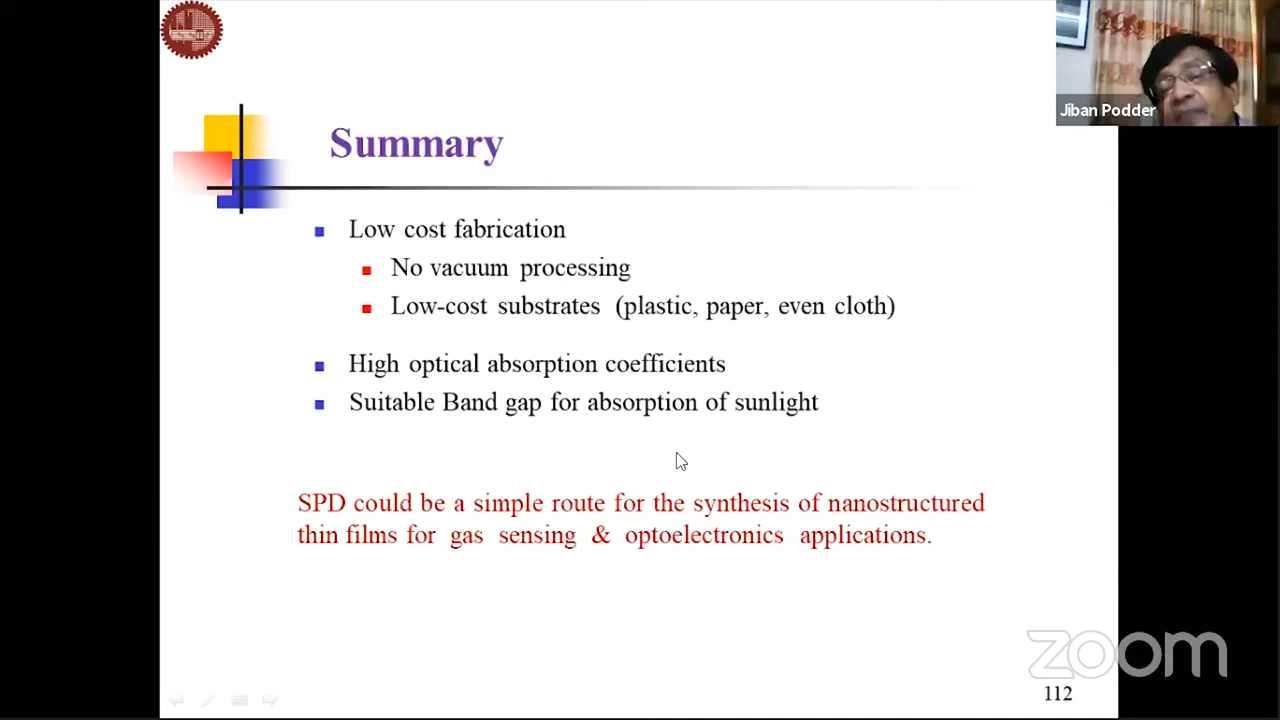 Jiban Podder
Summary
Low cost fabrication
No vacuum processing
Low-cost substrates (plastic, paper, even cloth)
High optical absorption coefficients
Suitable Band gap for absorption of sunlight
SPD could be a simple route for the synthesis of nanostructured
thin films for gas sensing & optoelectronics applications.
zoom
112